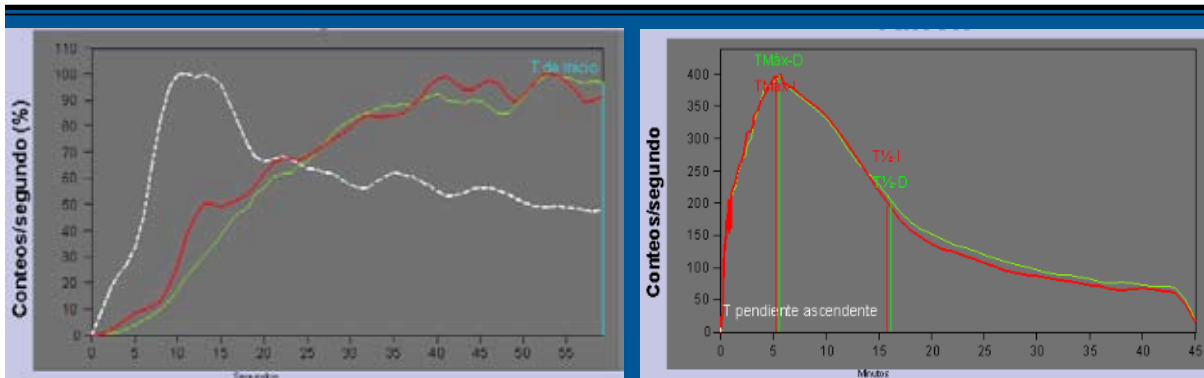 Conteos/segundo (%)
110
100
90
80
70
60
50
40
30
20
10
0
T de inicio
0 5 10 15 20 25 30 35 40 45 50 55
Segundos
Conteos/segundo
400
350
300
250
200
150
100
50
0
TMáx-D
TMáx-I
T½-I
T½-D
T pendiente ascendente
0 5 10 15 20 25 30 35 40 45
Minutos